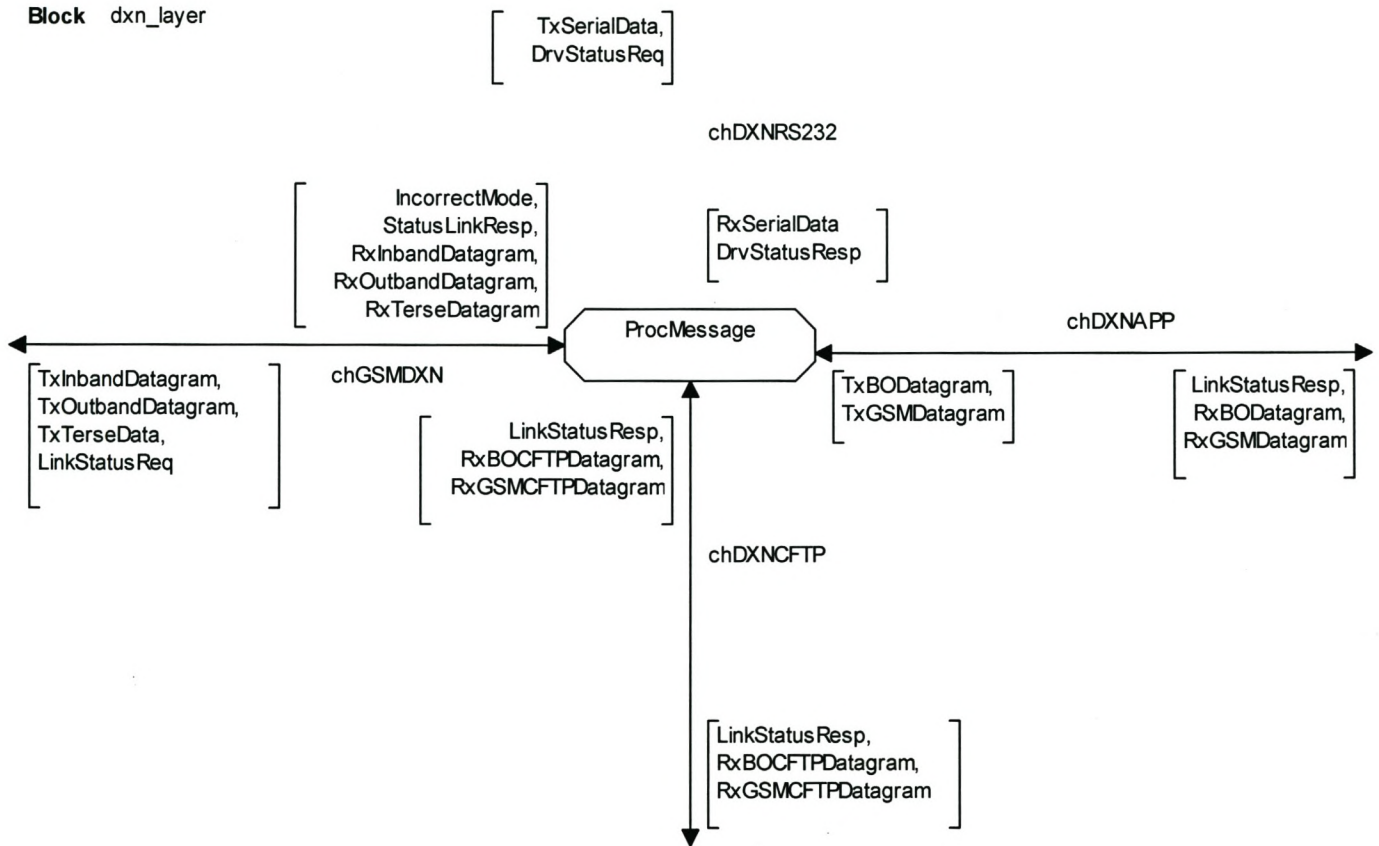 Block dxn_layer
TxSerialData,
DrvStatusReq
chDXNRS232
IncorrectMode,
StatusLinkResp,
RxInbandDatagram,
RxOutbandDatagram,
RxTerseDatagram
RxSerialData
DrvStatusResp
ProcMessage
chDXNAPP
TxInbandDatagram,
TxOutbandDatagram,
TxTerseData,
LinkStatusReq
chGSMDXN
LinkStatusResp,
RxBOCFTPDatagram,
RxGSMCFTPDatagram
TxBODatagram,
TxGSMDatagram
LinkStatusResp,
RxBODatagram,
RxGSMDatagram
chDXNCFTP
LinkStatusResp,
RxBOCFTPDatagram,
RxGSMCFTPDatagram